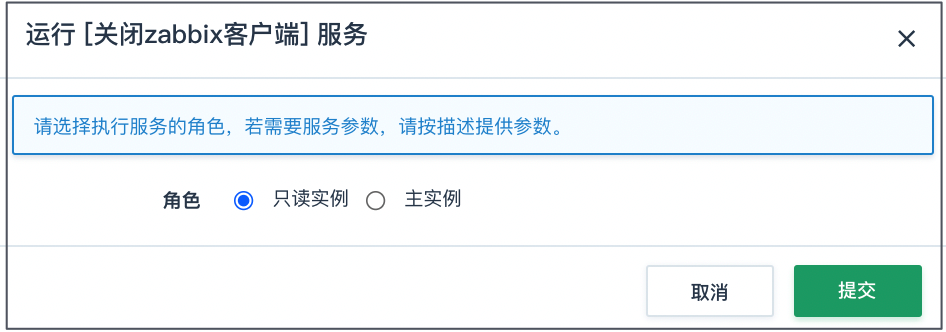 运行 [关闭zabbix客户端] 服务
请选择执行服务的角色，若需要服务参数，请按描述提供参数。
角色 只读实例 主实例
取消 提交